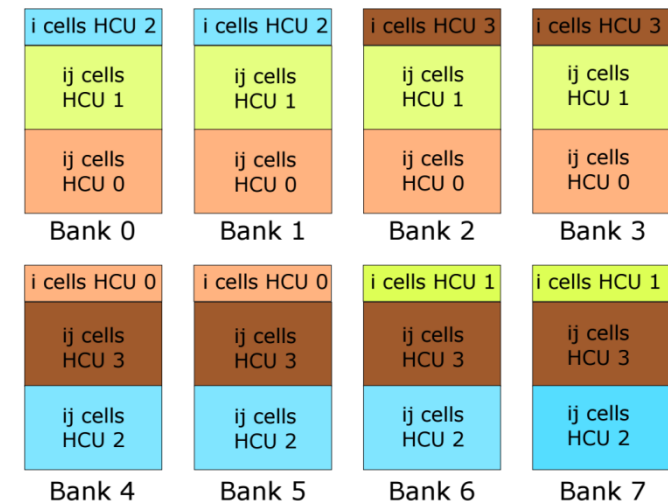 i cells HCU 2
i cells HCU 2
i cells HCU 3
i cells HCU 3
ij cells
HCU 1
ij cells
HCU 1
ij cells
HCU 1
ij cells
HCU 1
ij cells
HCU 0
ij cells
HCU 0
ij cells
HCU 0
ij cells
HCU 0
Bank 0
Bank 1
Bank 2
Bank 3
i cells HCU 0
i cells HCU 0
i cells HCU 1
i cells HCU 1
ij cells
HCU 3
ij cells
HCU 3
ij cells
HCU 3
ij cells
HCU 3
ij cells
HCU 2
ij cells
HCU 2
ij cells
HCU 2
ij cells
HCU 2
Bank 4
Bank 5
Bank 6
Bank 7